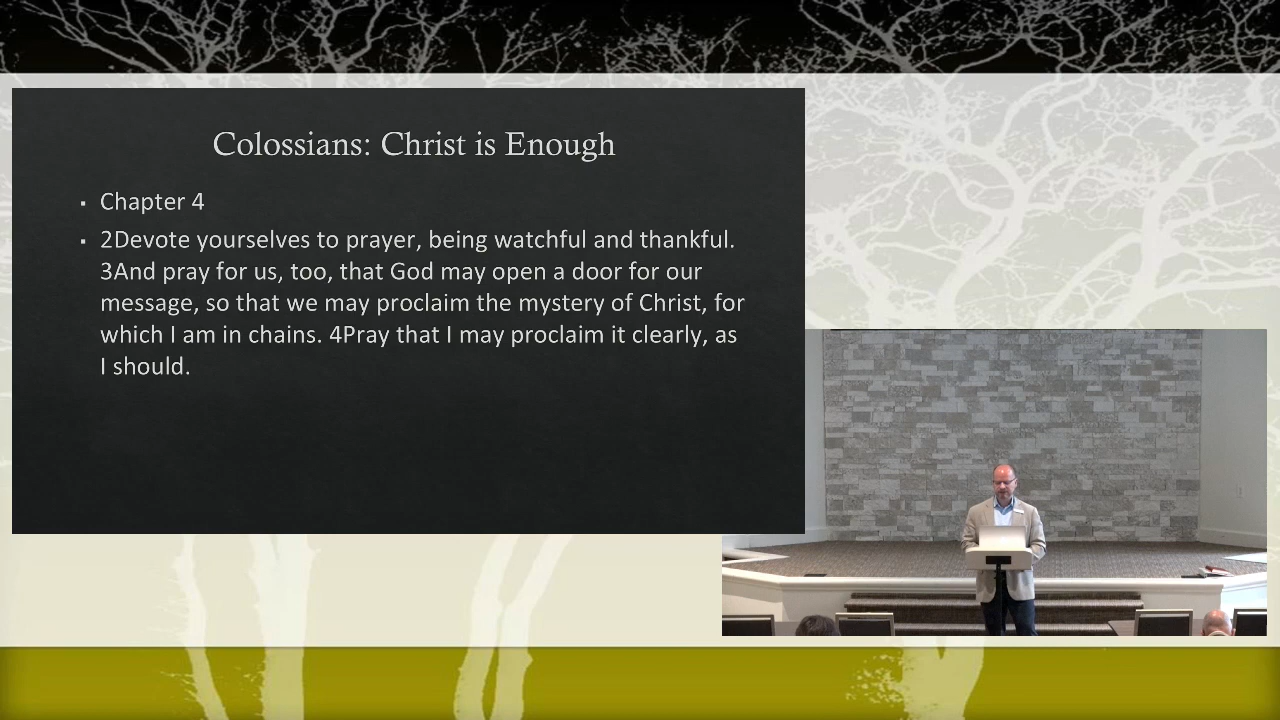 Colossians: Christ is Enough
▪ Chapter 4
▪ 2Devote yourselves to prayer, being watchful and thankful.
3And pray for us, too, that God may open a door for our
message, so that we may proclaim the mystery of Christ, for
which I am in chains. 4Pray that I may proclaim it clearly, as
I should.